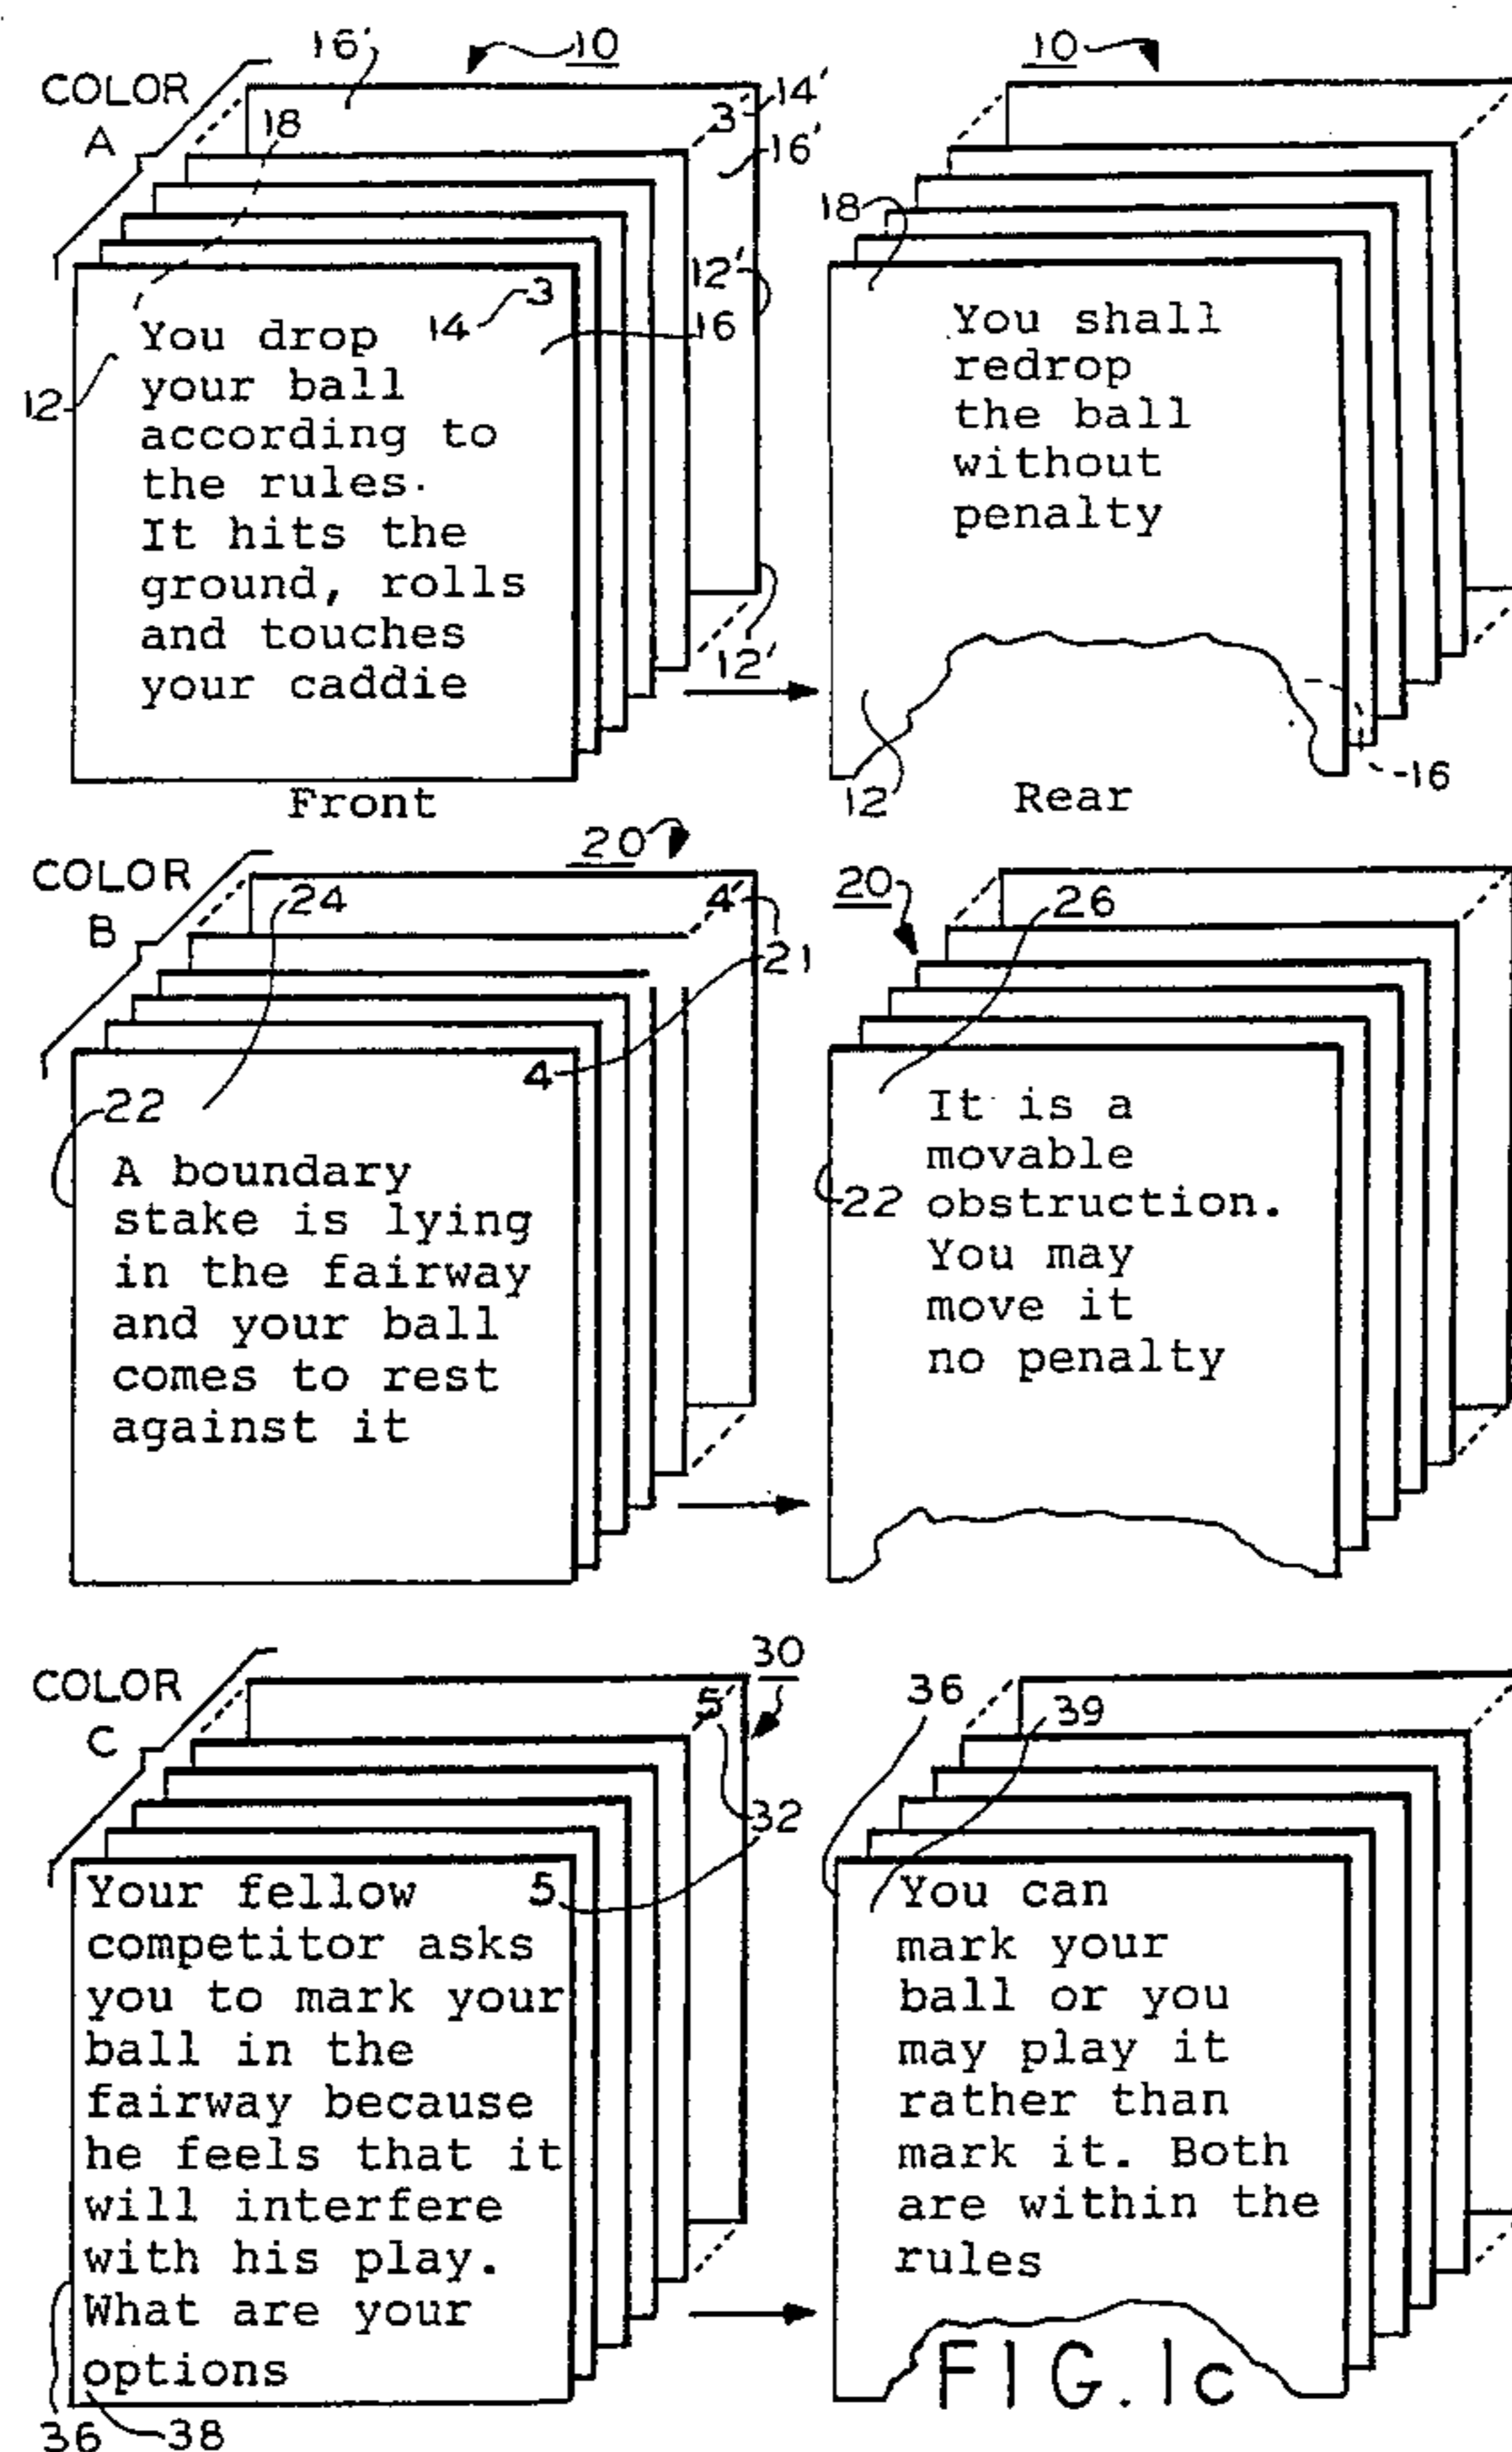 16' 10 10
COLOR A
18
3 14'
16'
18
12'
14 3
16
12
You drop
your ball
according to
the rules.
It hits the
ground, rolls
and touches
your caddie
12'
You shall
redrop
the ball
without
penalty
12
16
Front
Rear
20
COLOR B
24
4
21
4
22
A boundary
stake is lying
in the fairway
and your ball
comes to rest
against it
20
26
22
It is a
movable
obstruction.
You may
move it
no penalty
30
COLOR C
5
32
5
Your fellow
competitor asks
you to mark your
ball in the
fairway because
he feels that it
will interfere
with his play.
What are your
options
36 38
36
39
You can
mark your
ball or you
may play it
rather than
mark it. Both
are within the
rules
FIG. 1c